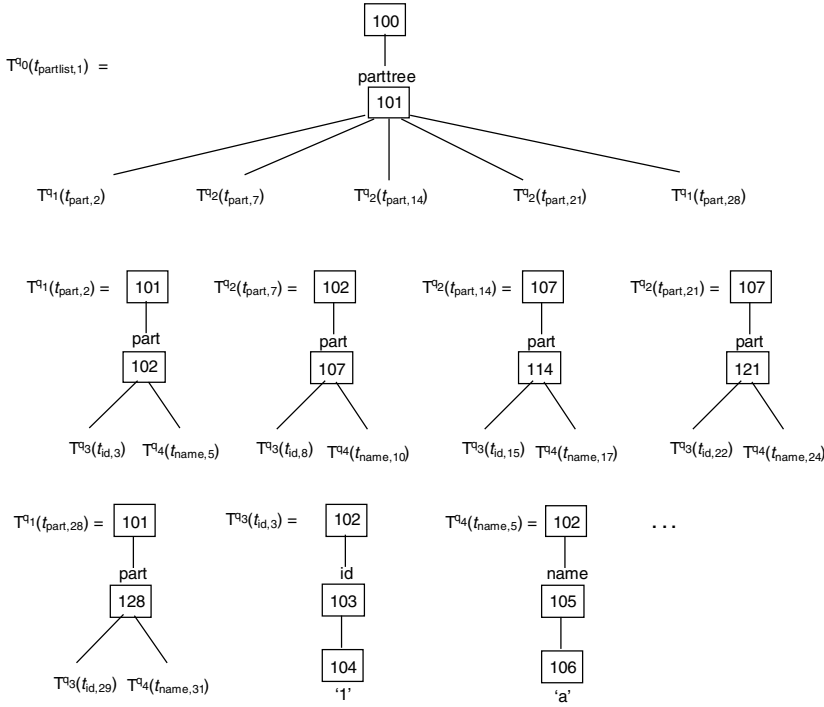 100
T^q0(t_partlist,1) =
parttree
101
T^q1(t_part,2) T^q2(t_part,7) T^q2(t_part,14) T^q2(t_part,21) T^q1(t_part,28)
T^q1(t_part,2) = 101 T^q2(t_part,7) = 102 T^q2(t_part,14) = 107 T^q2(t_part,21) = 107
part part part part
102 107 114 121
T^q3(t_id,3) T^q4(t_name,5) T^q3(t_id,8) T^q4(t_name,10) T^q3(t_id,15) T^q4(t_name,17) T^q3(t_id,22) T^q4(t_name,24)
T^q1(t_part,28) = 101 T^q3(t_id,3) = 102 T^q4(t_name,5) = 102 ...
part id name
128 103 105
T^q3(t_id,29) T^q4(t_name,31) 104 106
'1' 'a'